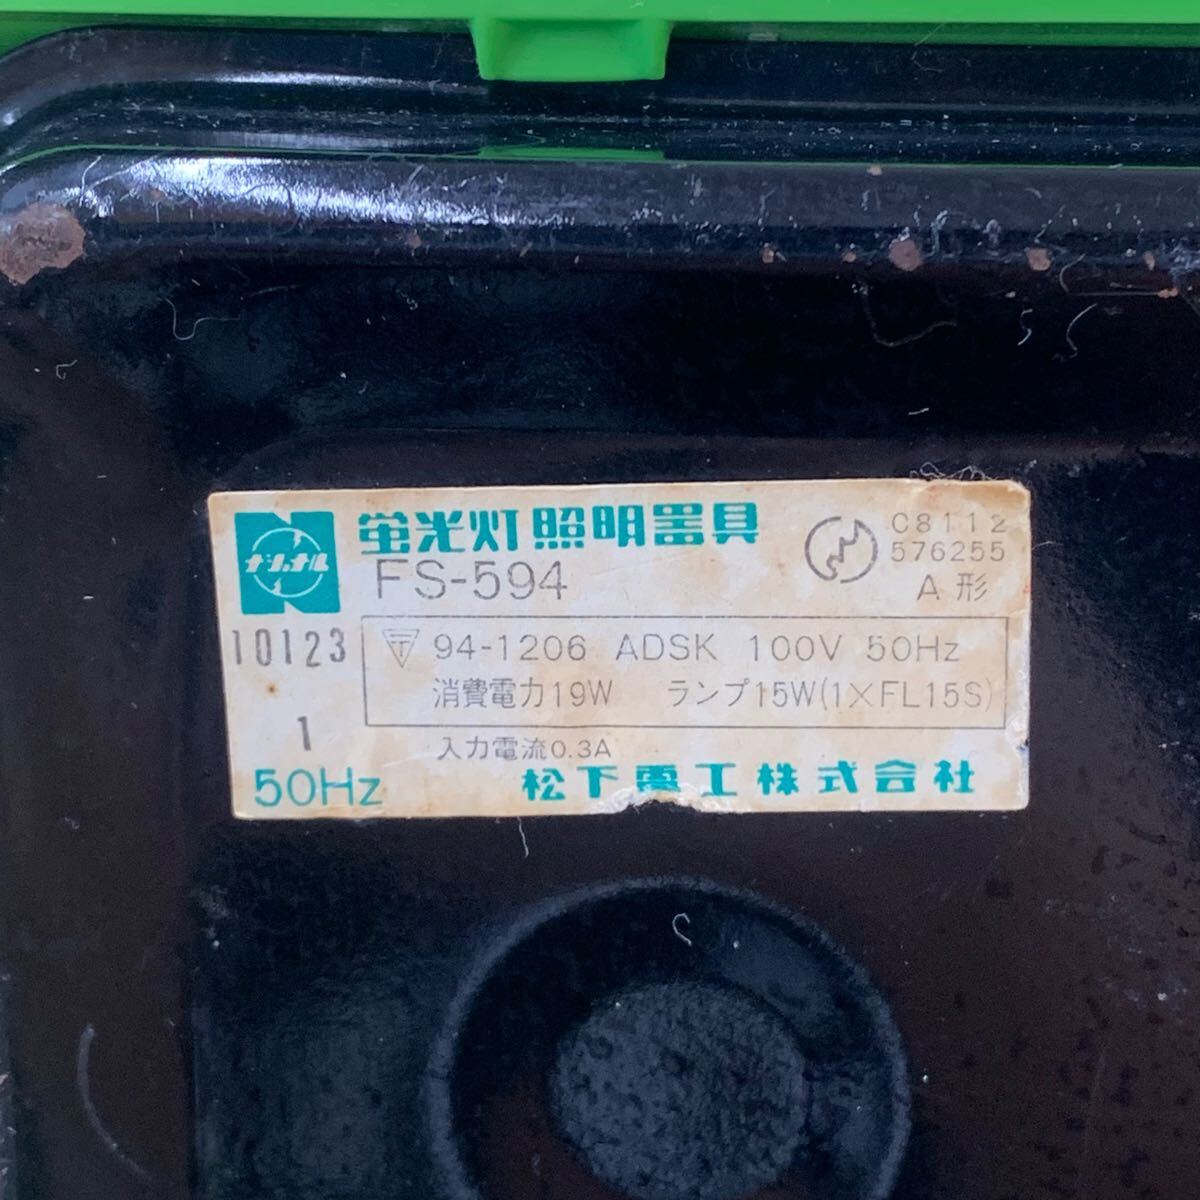 ナショナル
蛍光灯照明器具
FS-594
C8112
576255
A形
10123
1
50Hz
〒 94-1206 ADSK 100V 50Hz
消費電力19W ランプ15W(1×FL15S)
入力電流0.3A
松下電工株式会社